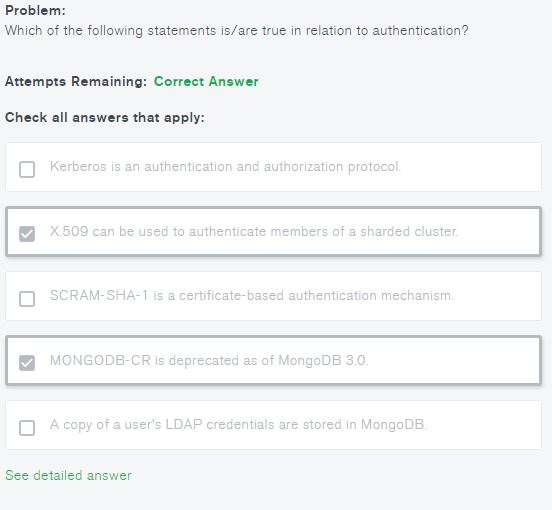 Problem:
Which of the following statements is/are true in relation to authentication?
Attempts Remaining: Correct Answer
Check all answers that apply:
Kerberos is an authentication and authorization protocol.
X.509 can be used to authenticate members of a sharded cluster.
SCRAM-SHA-1 is a certificate-based authentication mechanism.
MONGODB-CR is deprecated as of MongoDB 3.0.
A copy of a user's LDAP credentials are stored in MongoDB.
See detailed answer